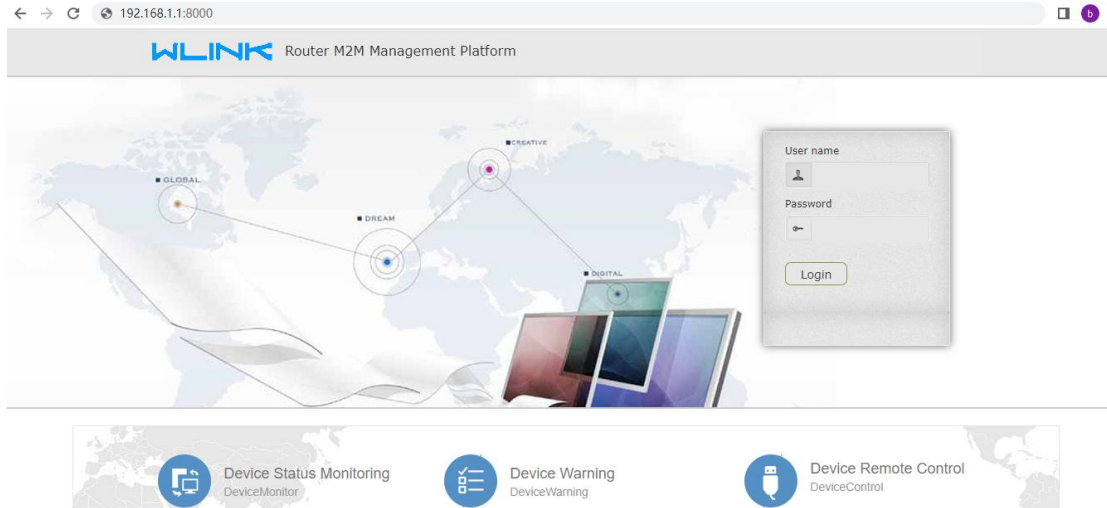 192.168.1.1:8000
b
WLINK Router M2M Management Platform
CREATIVE
GLOBAL
DREAM
DIGITAL
User name
Password
Login
Device Status Monitoring
DeviceMonitor
Device Warning
DeviceWarning
Device Remote Control
DeviceControl